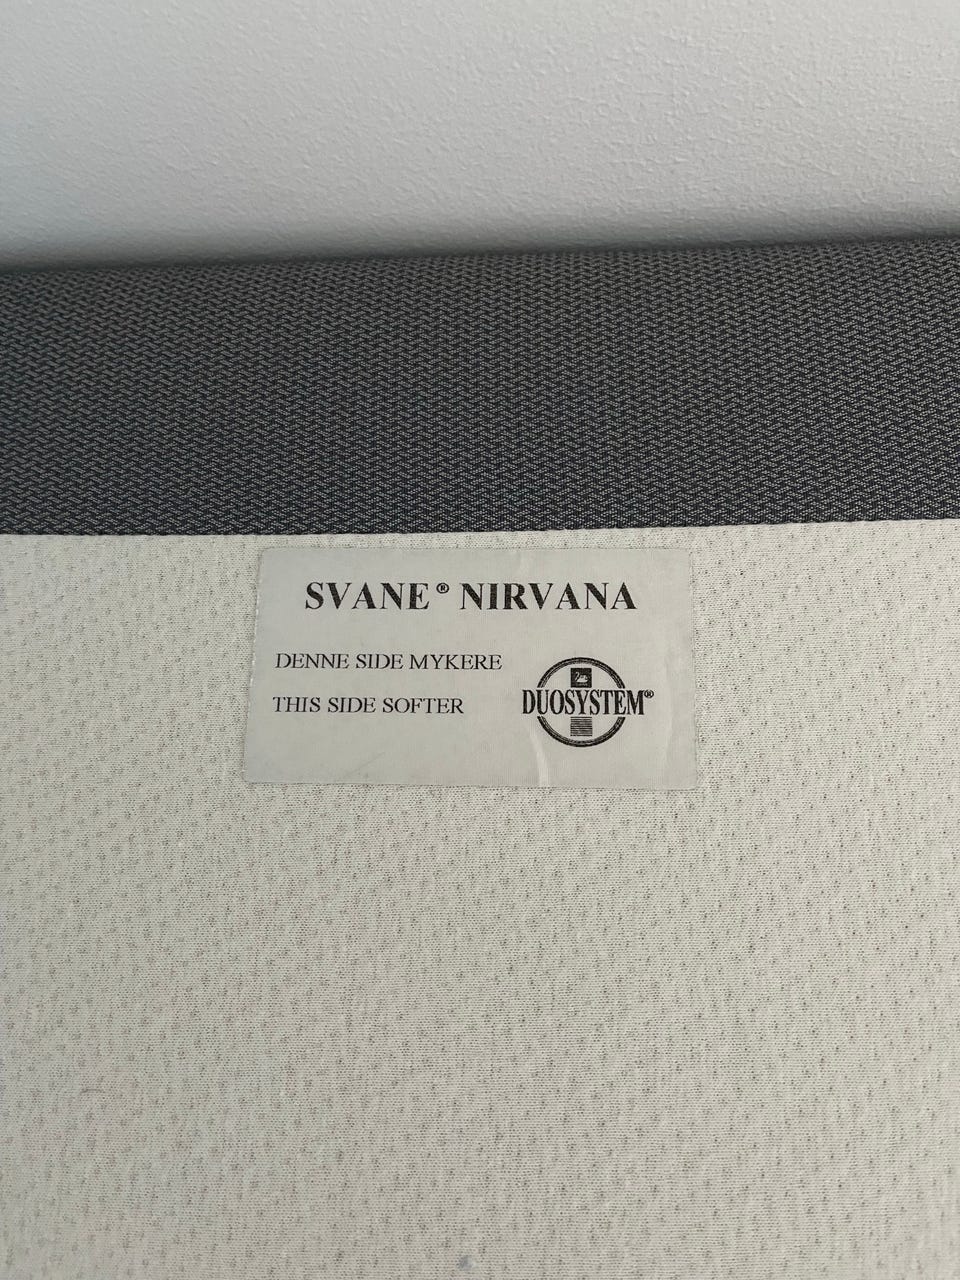 SVANE® NIRVANA
DENNE SIDE MYKERE
THIS SIDE SOFTER
DUOSYSTEM®